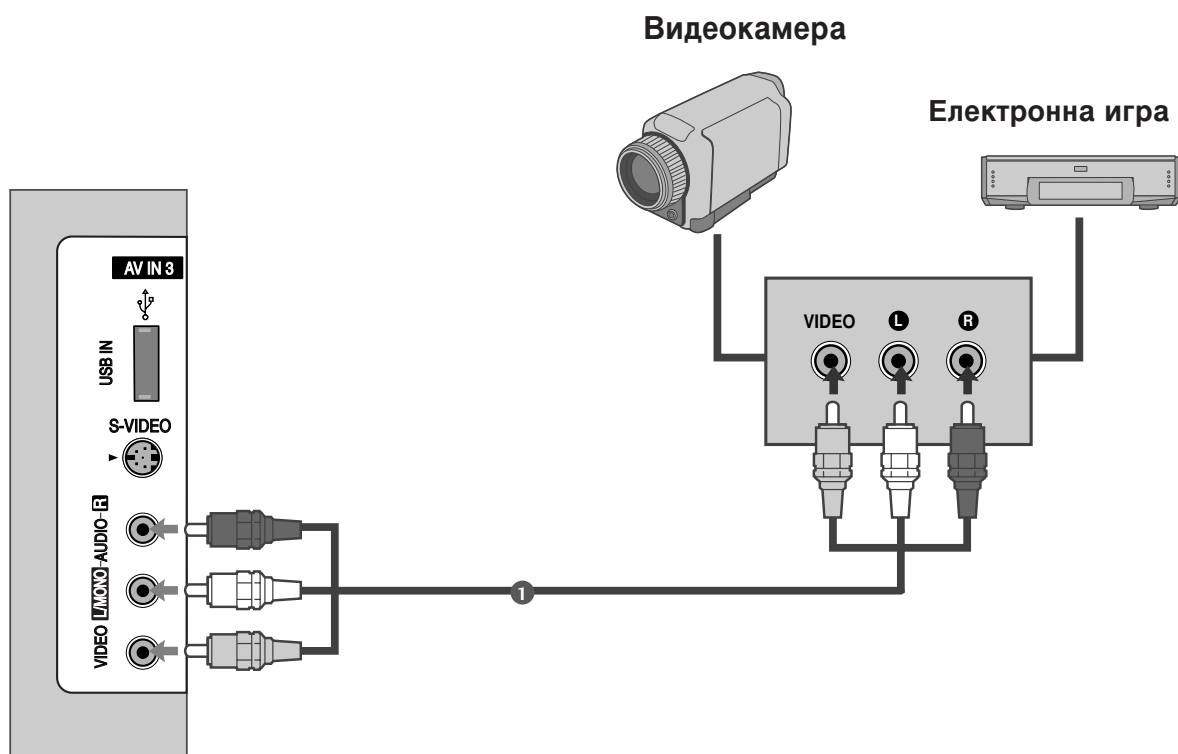 Видеокамера
Електронна игра
AV IN 3
USB IN
S-VIDEO
VIDEO L/MONO-AUDIO-R
VIDEO L R
1